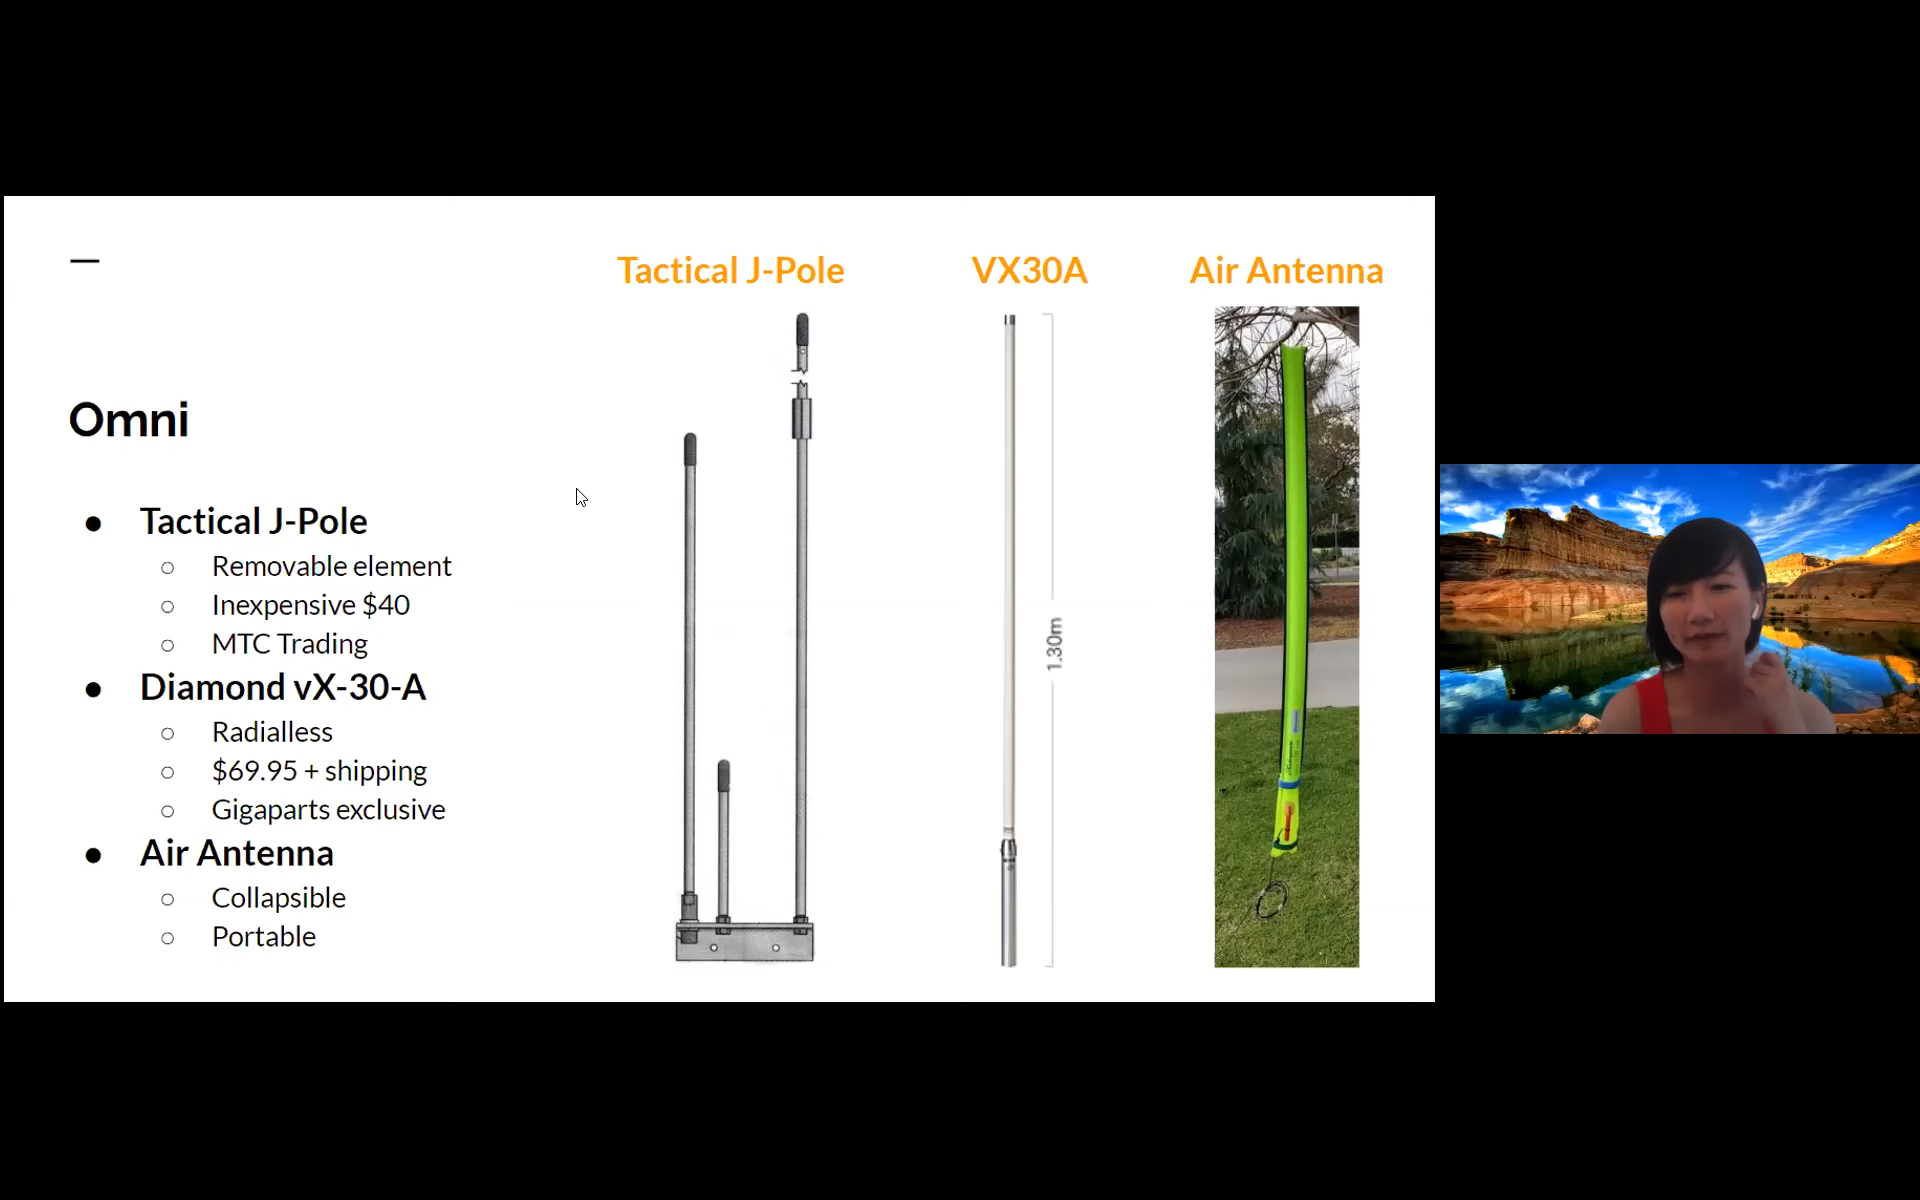 Tactical J-Pole
VX30A
Air Antenna
Omni
● Tactical J-Pole
○ Removable element
○ Inexpensive $40
○ MTC Trading
● Diamond vX-30-A
○ Radialless
○ $69.95 + shipping
○ Gigaparts exclusive
● Air Antenna
○ Collapsible
○ Portable
1.30m